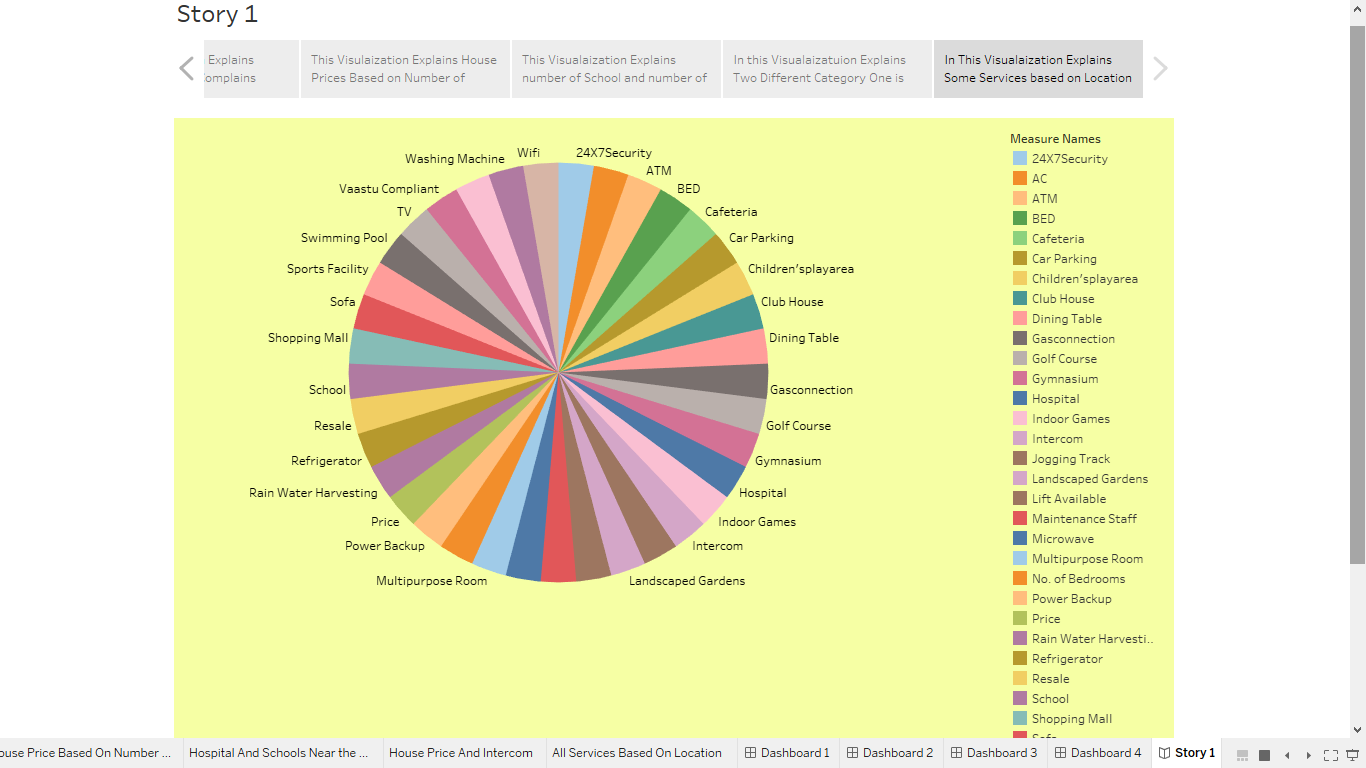 Story 1
Explains
omplains
This Visulaization Explains House
Prices Based on Number of
This Visualaization Explains
number of School and number of
In this Visualaizatuion Explains
Two Different Category One is
In This Visualaization Explains
Some Services based on Location
Wifi
24X7Security
Washing Machine
ATM
Vaastu Compliant
BED
TV
Cafeteria
Swimming Pool
Car Parking
Sports Facility
Children'splayarea
Sofa
Club House
Shopping Mall
Dining Table
School
Gasconnection
Resale
Golf Course
Refrigerator
Gymnasium
Rain Water Harvesting
Hospital
Price
Indoor Games
Power Backup
Intercom
Multipurpose Room
Landscaped Gardens
Measure Names
24X7Security
AC
ATM
BED
Cafeteria
Car Parking
Children'splayarea
Club House
Dining Table
Gasconnection
Golf Course
Gymnasium
Hospital
Indoor Games
Intercom
Jogging Track
Landscaped Gardens
Lift Available
Maintenance Staff
Microwave
Multipurpose Room
No. of Bedrooms
Power Backup
Price
Rain Water Harvesti..
Refrigerator
Resale
School
Shopping Mall
Sofa
ouse Price Based On Number ...
Hospital And Schools Near the ...
House Price And Intercom
All Services Based On Location
Dashboard 1
Dashboard 2
Dashboard 3
Dashboard 4
Story 1